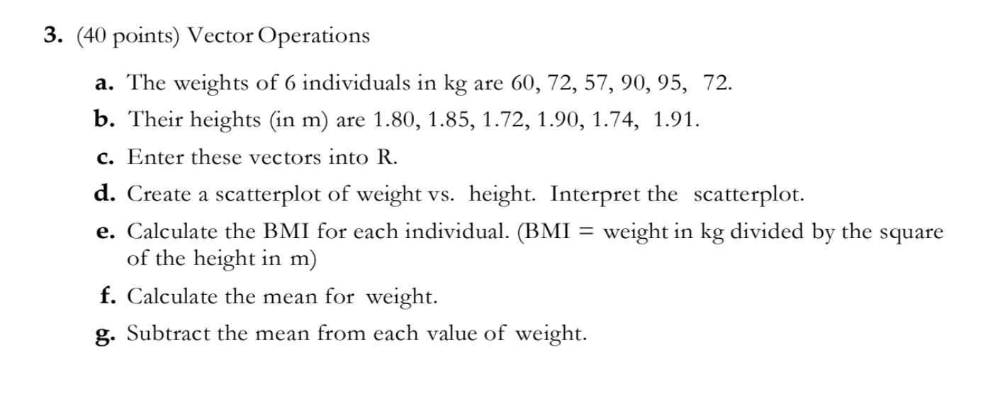 3. (40 points) Vector Operations
a. The weights of 6 individuals in kg are 60, 72, 57, 90, 95, 72.
b. Their heights (in m) are 1.80, 1.85, 1.72, 1.90, 1.74, 1.91.
c. Enter these vectors into R.
d. Create a scatterplot of weight vs. height. Interpret the scatterplot.
e. Calculate the BMI for each individual. (BMI = weight in kg divided by the square
of the height in m)
f. Calculate the mean for weight.
g. Subtract the mean from each value of weight.